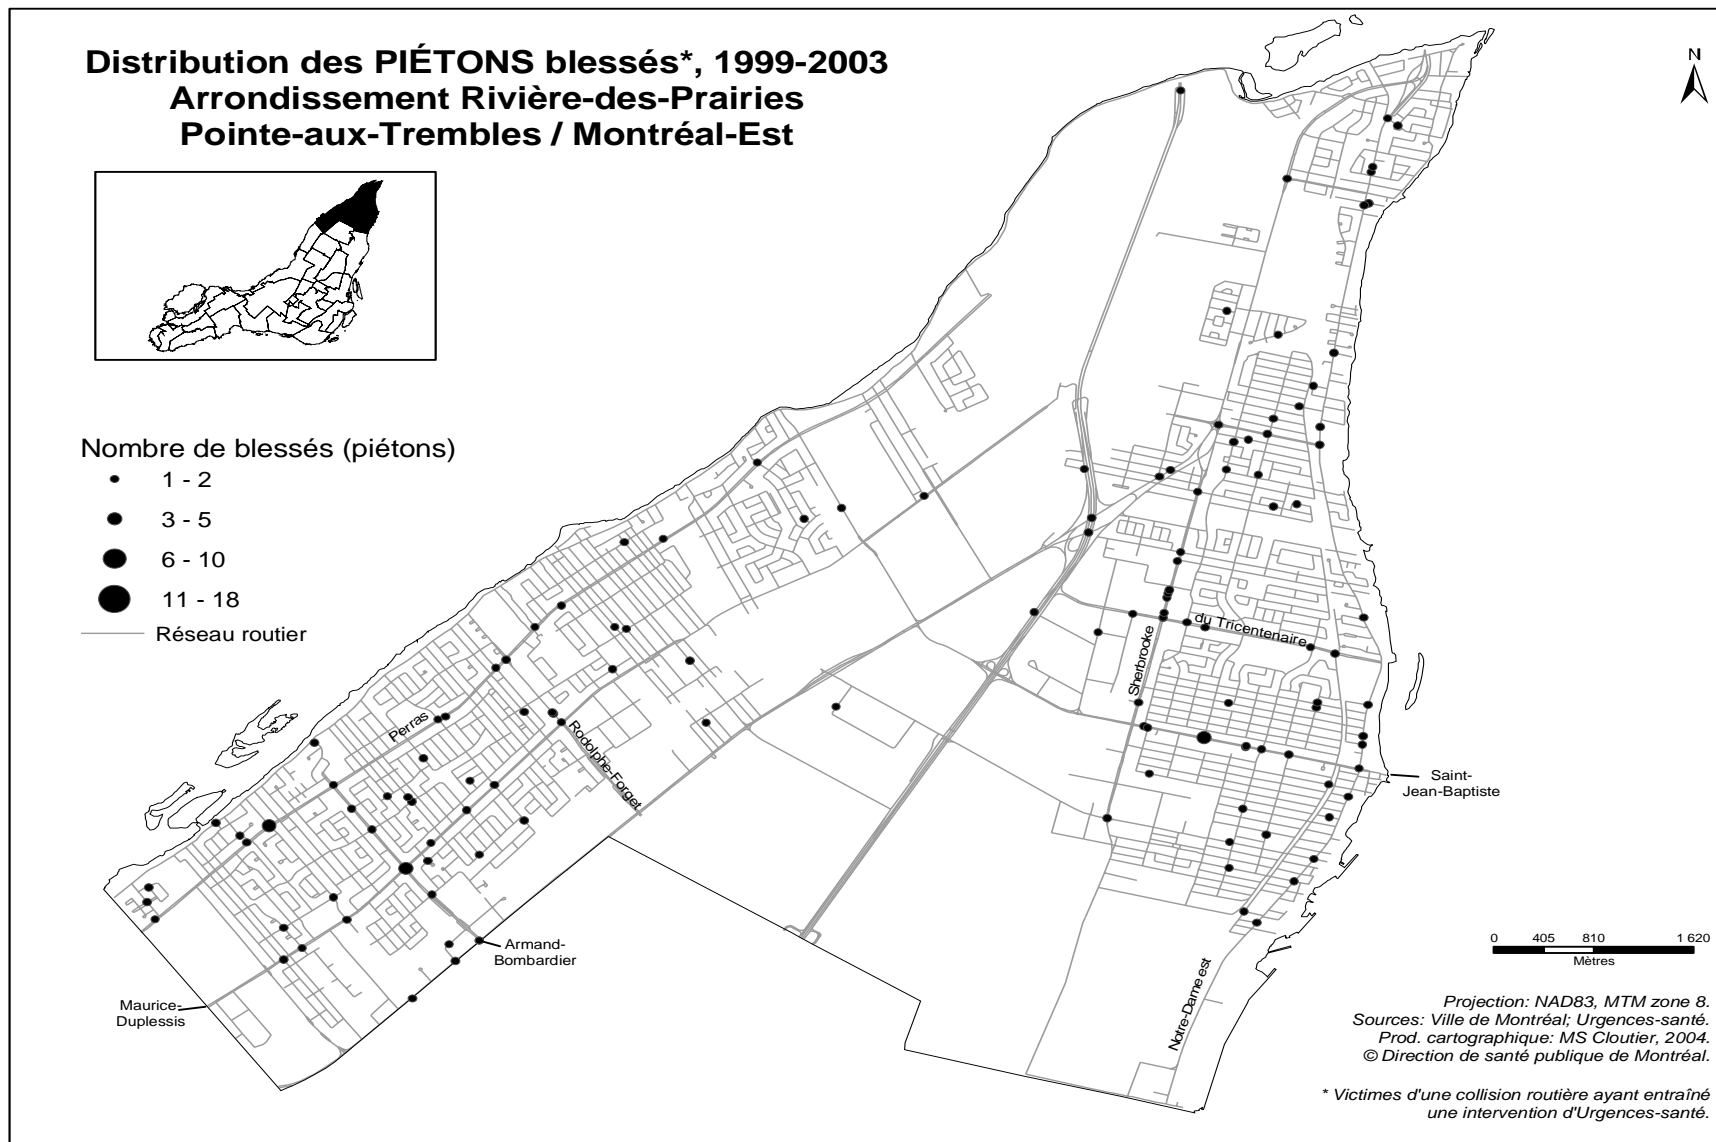 Distribution des PIÉTONS blessés*, 1999-2003
Arrondissement Rivière-des-Prairies
Pointe-aux-Trembles / Montréal-Est
N
Nombre de blessés (piétons)
1 - 2
3 - 5
6 - 10
11 - 18
Réseau routier
du Tricentenaire
Sherbrooke
Perras
Rodolphe-Forget
Saint-
Jean-Baptiste
Armand-
Bombardier
Maurice-
Duplessis
Notre-Dame est
0 405 810 1 620
Mètres
Projection: NAD83, MTM zone 8.
Sources: Ville de Montréal; Urgences-santé.
Prod. cartographique: MS Cloutier, 2004.
© Direction de santé publique de Montréal.
* Victimes d'une collision routière ayant entraîné
une intervention d'Urgences-santé.